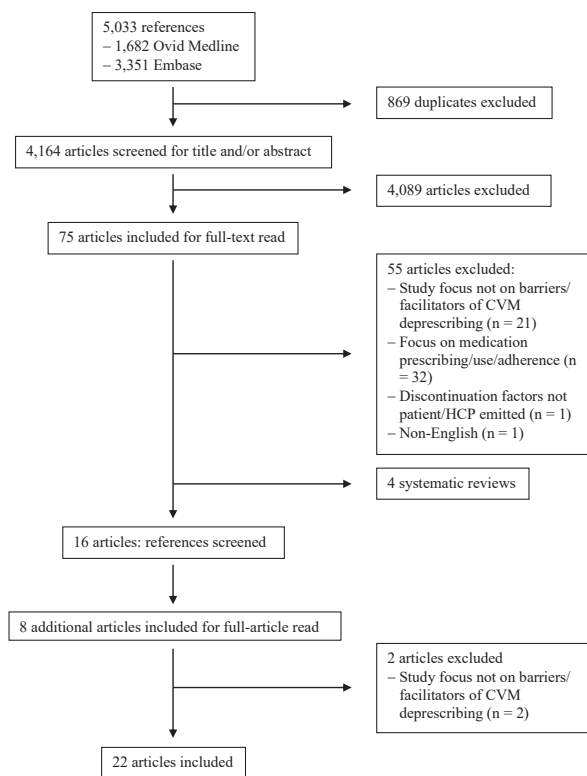 5,033 references
– 1,682 Ovid Medline
– 3,351 Embase
869 duplicates excluded
4,164 articles screened for title and/or abstract
4,089 articles excluded
75 articles included for full-text read
55 articles excluded:
– Study focus not on barriers/
facilitators of CVM
deprescribing (n = 21)
– Focus on medication
prescribing/use/adherence (n
= 32)
– Discontinuation factors not
patient/HCP emitted (n = 1)
– Non-English (n = 1)
4 systematic reviews
16 articles: references screened
8 additional articles included for full-article read
2 articles excluded
– Study focus not on barriers/
facilitators of CVM
deprescribing (n = 2)
22 articles included